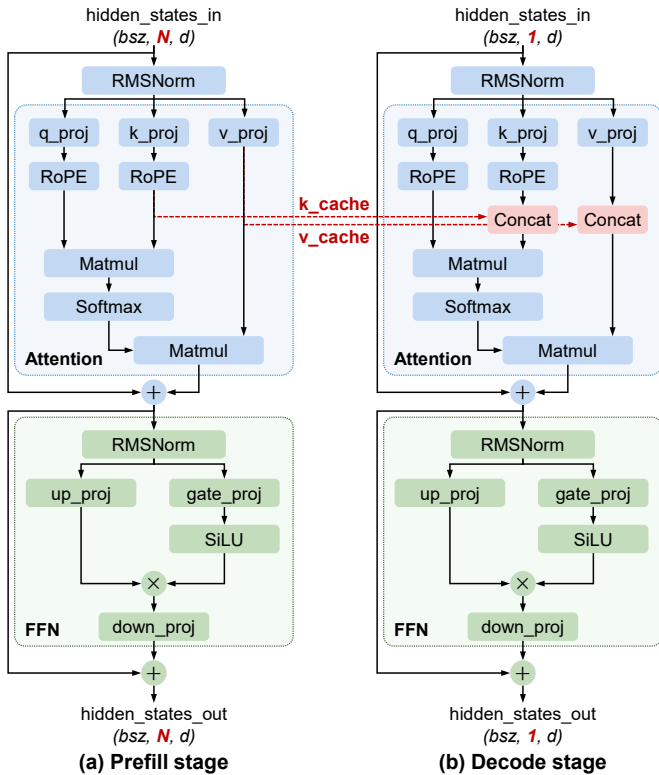 hidden_states_in
(bsz, N, d)
RMSNorm
q_proj
k_proj
v_proj
RoPE
RoPE
k_cache
v_cache
Matmul
Softmax
Attention
Matmul
+
RMSNorm
up_proj
gate_proj
SiLU
×
FFN
down_proj
+
hidden_states_out
(bsz, N, d)
(a) Prefill stage
hidden_states_in
(bsz, 1, d)
RMSNorm
q_proj
k_proj
v_proj
RoPE
RoPE
Concat
Concat
Matmul
Softmax
Attention
Matmul
+
RMSNorm
up_proj
gate_proj
SiLU
×
FFN
down_proj
+
hidden_states_out
(bsz, 1, d)
(b) Decode stage